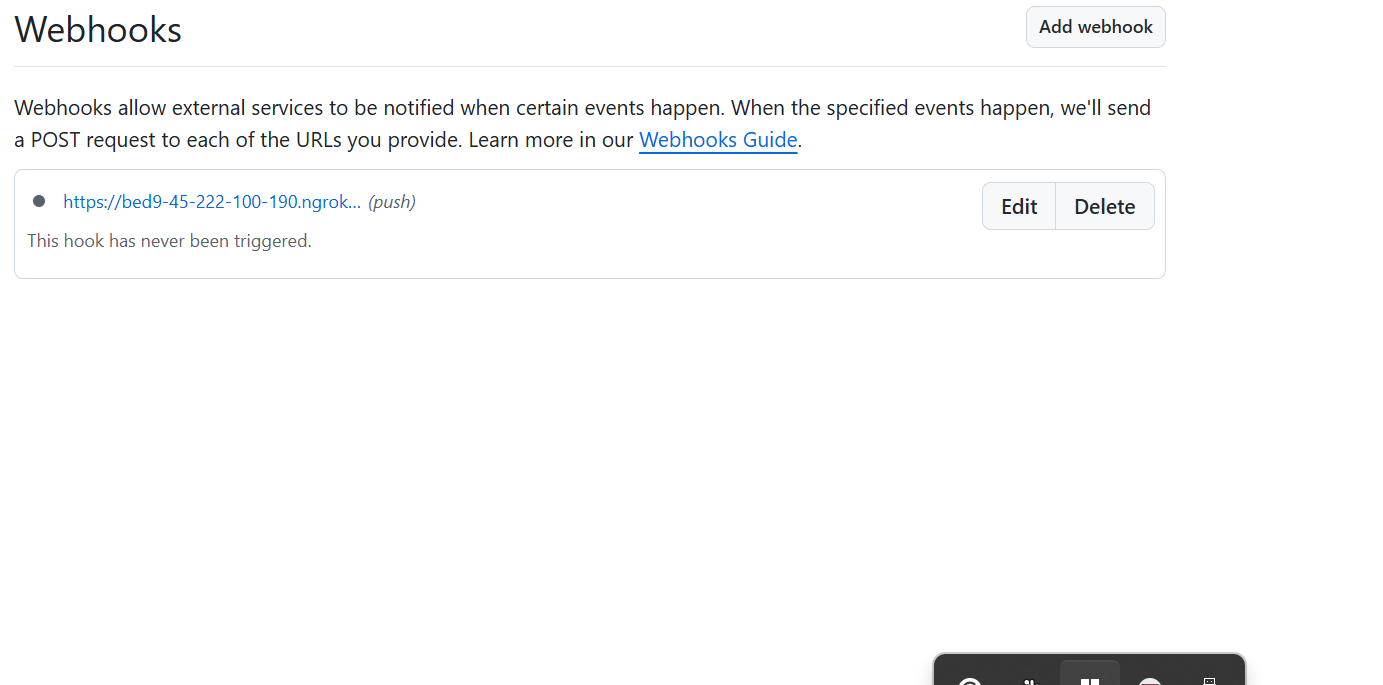 Webhooks
Add webhook
Webhooks allow external services to be notified when certain events happen. When the specified events happen, we'll send
a POST request to each of the URLs you provide. Learn more in our Webhooks Guide.
https://bed9-45-222-100-190.ngrok... (push)
Edit
Delete
This hook has never been triggered.